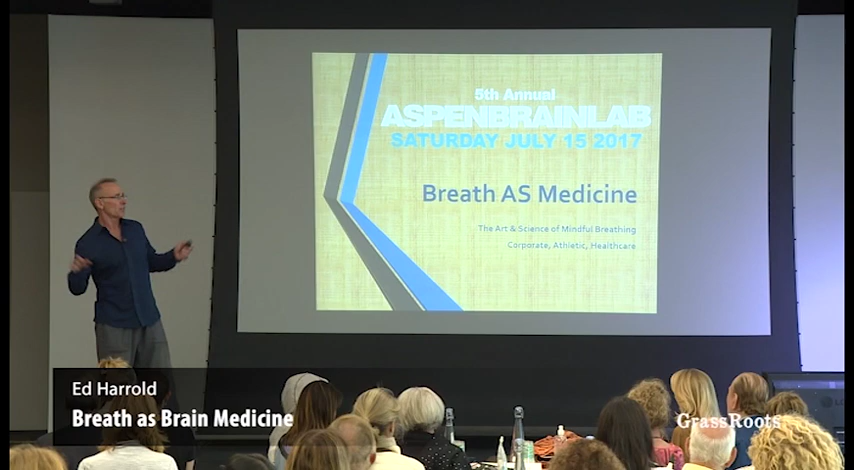 5th Annual
ASPENBRAINLAB
SATURDAY JULY 15 2017
Breath AS Medicine
The Art & Science of Mindful Breathing
Corporate, Athletic, Healthcare
Ed Harrold
Breath as Brain Medicine
GrassRoots
LG